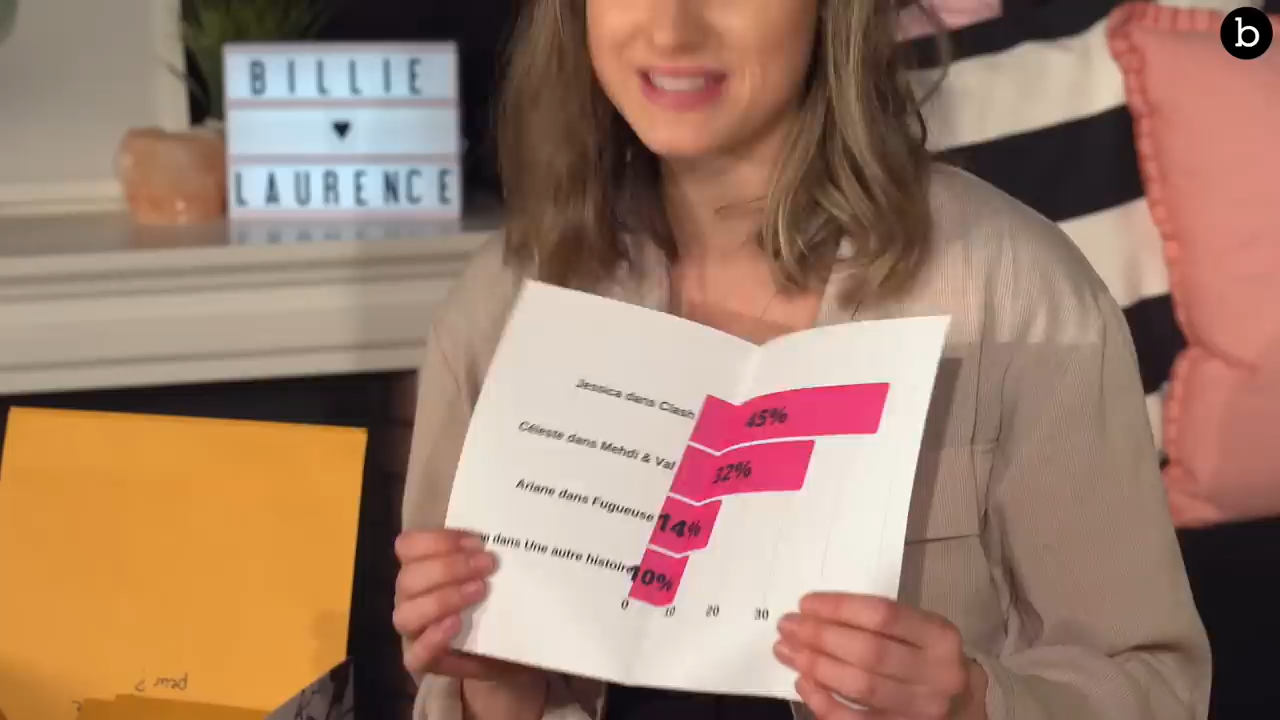 b
BILLIE
♥
LAURENCE
Jessica dans Clash
45%
Céleste dans Mehdi & Val
32%
Ariane dans Fugueuse
14%
dans Une autre histoire
10%
0 10 20 30
peur ?